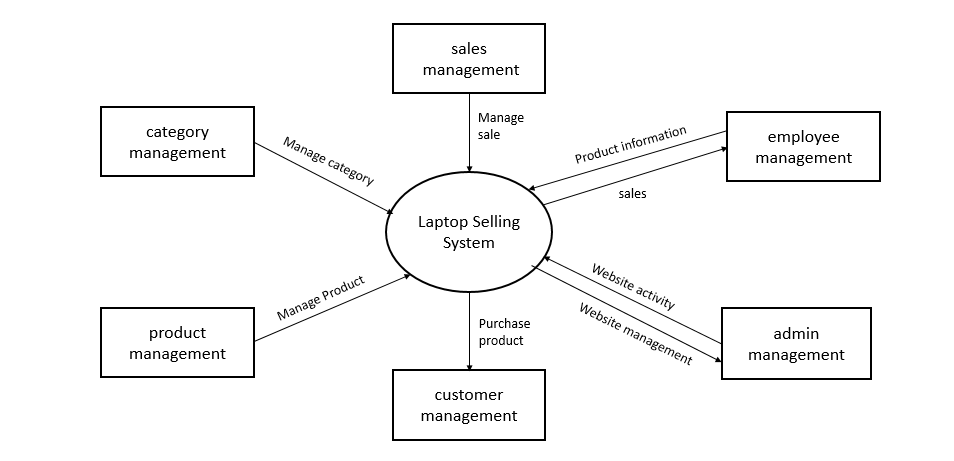 sales
management
Manage
sale
category
management
Manage category
Product information
employee
management
sales
Laptop Selling
System
Website activity
Website management
Manage Product
product
management
Purchase
product
admin
management
customer
management